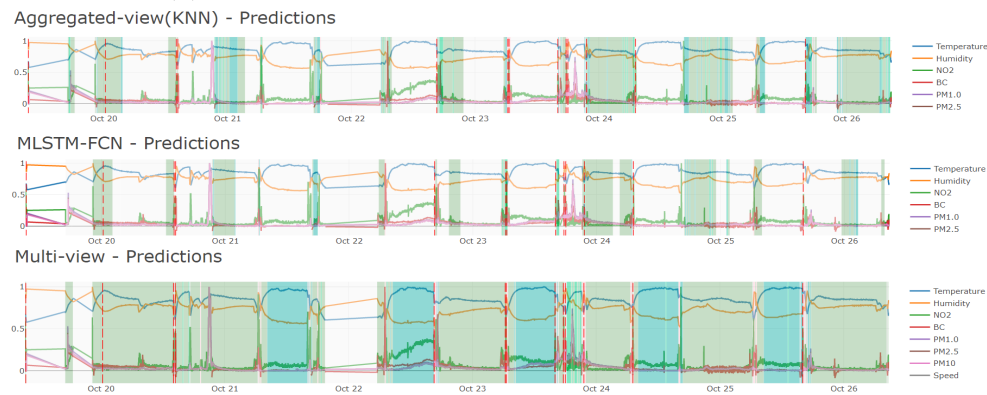 Aggregated-view(KNN) - Predictions
1
0.5
0
Oct 20 Oct 21 Oct 22 Oct 23 Oct 24 Oct 25 Oct 26
Temperature
Humidity
NO2
BC
PM1.0
PM2.5
MLSTM-FCN - Predictions
1
0.5
0
Oct 20 Oct 21 Oct 22 Oct 23 Oct 24 Oct 25 Oct 26
Temperature
Humidity
NO2
BC
PM1.0
PM2.5
Multi-view - Predictions
1
0.5
0
Oct 20 Oct 21 Oct 22 Oct 23 Oct 24 Oct 25 Oct 26
Temperature
Humidity
NO2
BC
PM1.0
PM2.5
PM10
Speed